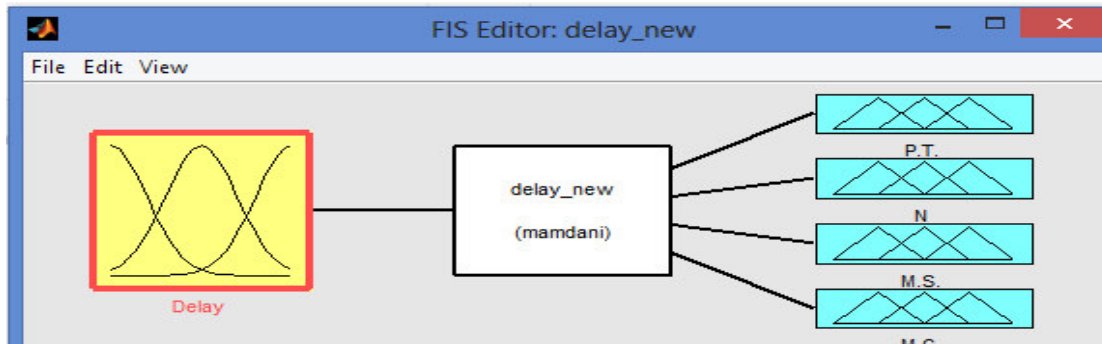 FIS Editor: delay_new
File Edit View
P.T.
delay_new
N
(mamdani)
M.S.
Delay